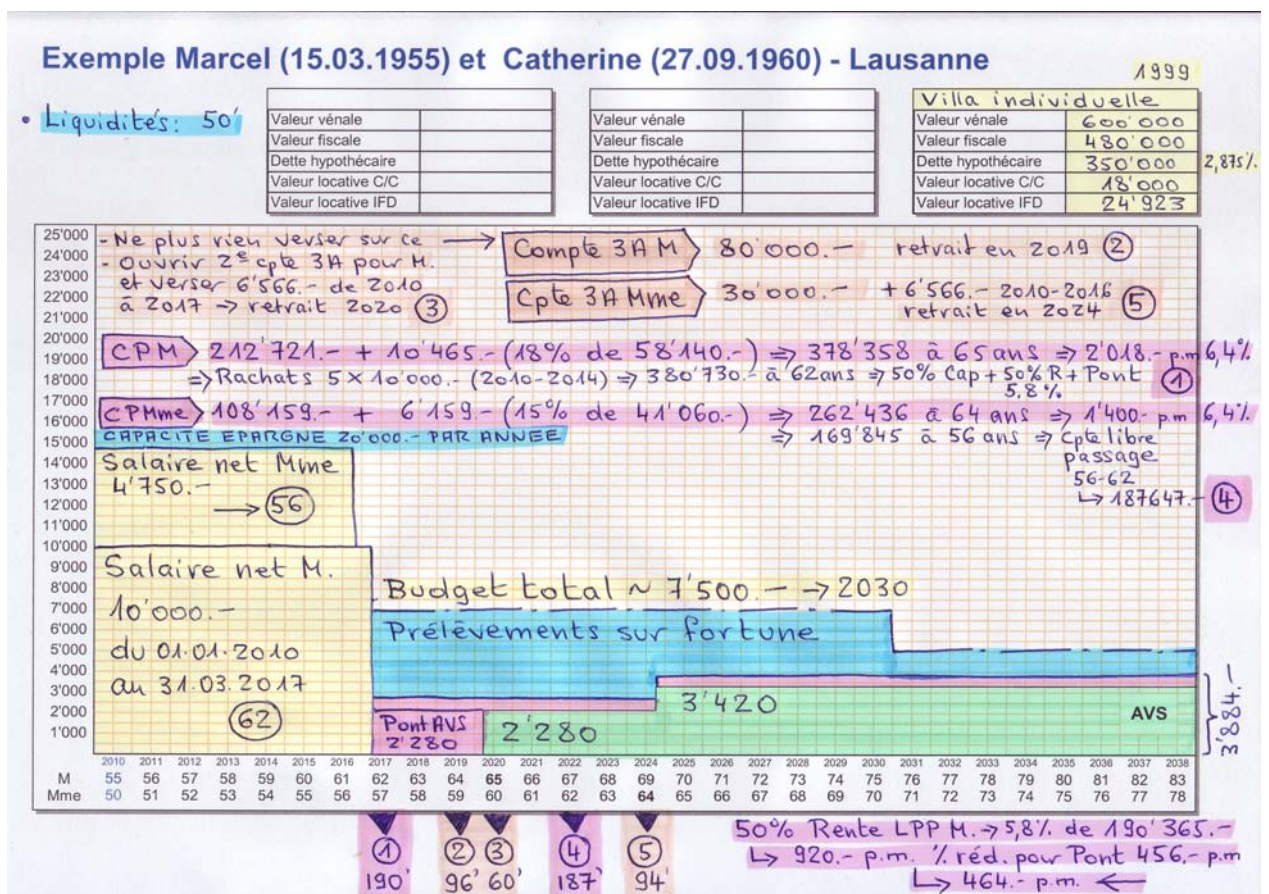 Exemple Marcel (15.03.1955) et Catherine (27.09.1960) - Lausanne
1999
• Liquidités: 50'
Valeur vénale
Valeur fiscale
Dette hypothécaire
Valeur locative C/C
Valeur locative IFD
Valeur vénale
Valeur fiscale
Dette hypothécaire
Valeur locative C/C
Valeur locative IFD
Villa individuelle
Valeur vénale 600'000
Valeur fiscale 480'000
Dette hypothécaire 350'000 2,875%
Valeur locative C/C 18'000
Valeur locative IFD 24'923
25'000
24'000
23'000
22'000
21'000
20'000
19'000
18'000
17'000
16'000
15'000
14'000
13'000
12'000
11'000
10'000
9'000
8'000
7'000
6'000
5'000
4'000
3'000
2'000
1'000
- Ne plus rien verser sur ce →
- Ouvrir 2e cpte 3A pour M.
et verser 6'566.- de 2010
à 2017 → retrait 2020 ③
Compte 3A M 80'000.- retrait en 2019 ②
Cpte 3A Mme 30'000.- + 6'566.- 2010-2016
retrait en 2024 ⑤
CPM 212'721.- + 10'465.- (18% de 58'140.-) ⇒ 378'358 à 65 ans ⇒ 2'018.- p.m 6,4%
⇒ Rachats 5 x 10'000.- (2010-2014) ⇒ 380'730.- à 62 ans ⇒ 50% Cap + 50% R + Pont ①
5,8%
CPMme 108'159.- + 6'159.- (15% de 41'060.-) ⇒ 262'436 à 64 ans ⇒ 1'400.- p.m 6,4%
⇒ 169'845 à 56 ans ⇒ Cpte libre
passage
56-62
↳ 187647.- ④
CAPACITE EPARGNE 20'000.- PAR ANNEE
Salaire net Mme
4'750.-
→ 56
Salaire net M.
10'000.-
du 01.01.2010
au 31.03.2017
62
Budget total ~ 7'500.- → 2030
Prélèvements sur fortune
Pont AVS
2'280
2'280
3'420
AVS
3'884.-
2010 2011 2012 2013 2014 2015 2016 2017 2018 2019 2020 2021 2022 2023 2024 2025 2026 2027 2028 2029 2030 2031 2032 2033 2034 2035 2036 2037 2038
M 55 56 57 58 59 60 61 62 63 64 65 66 67 68 69 70 71 72 73 74 75 76 77 78 79 80 81 82 83
Mme 50 51 52 53 54 55 56 57 58 59 60 61 62 63 64 65 66 67 68 69 70 71 72 73 74 75 76 77 78
① ② ③ ④ ⑤
190' 96' 60' 187' 94'
50% Rente LPP M. → 5,8% de 190'365.-
↳ 920.- p.m. % réd. pour Pont 456.- p.m
↳ 464.- p.m. ←